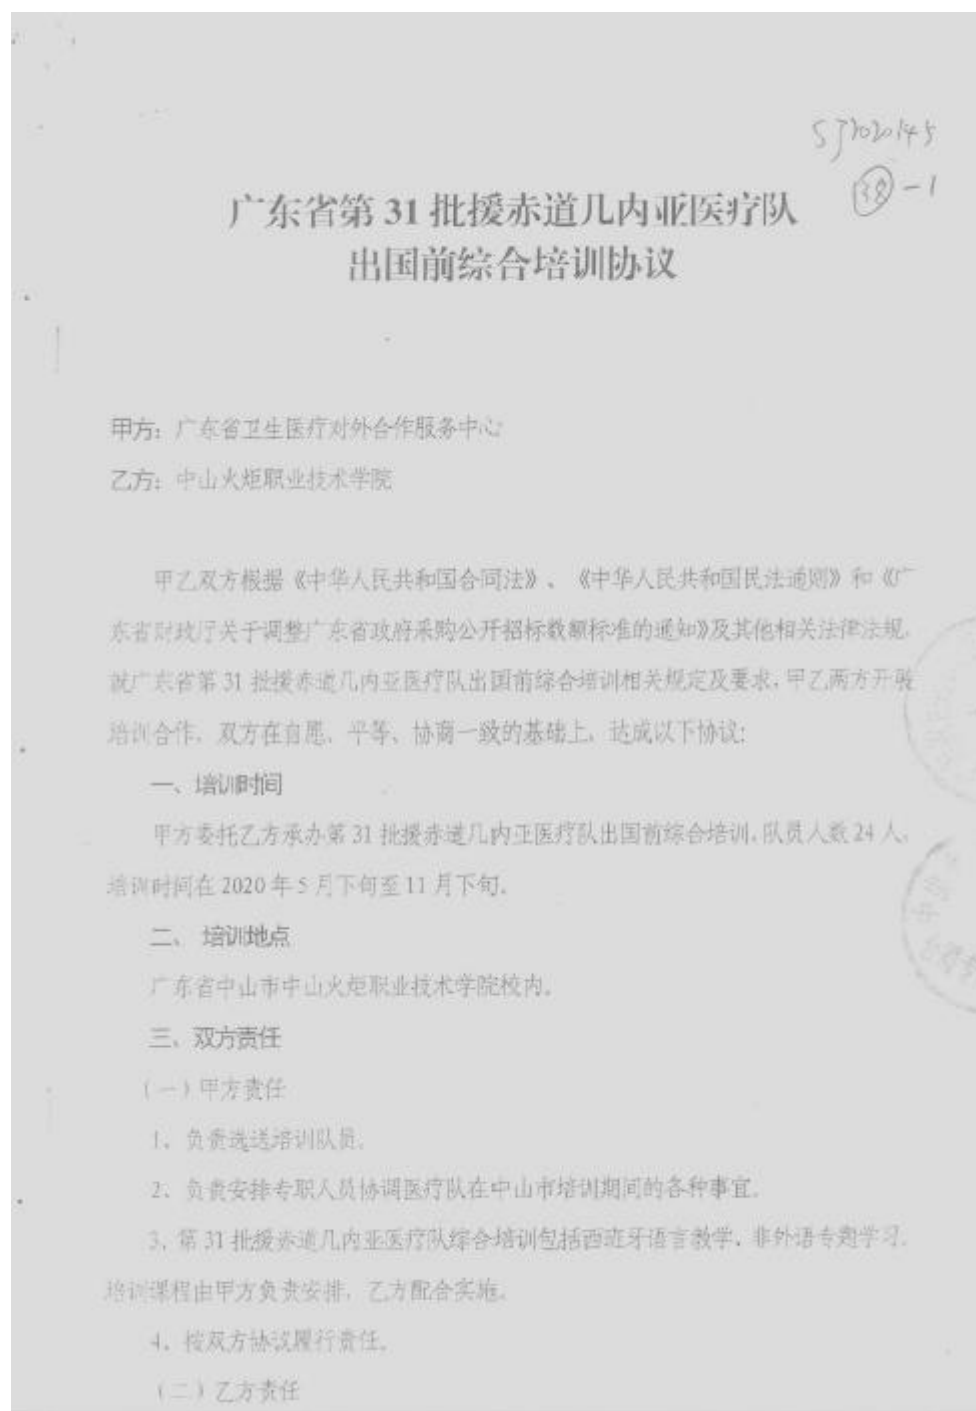 SJ2020145
38-1
广东省第 31 批援赤道几内亚医疗队
出国前综合培训协议
甲方：广东省卫生医疗对外合作服务中心
乙方：中山火炬职业技术学院
甲乙双方根据《中华人民共和国合同法》、《中华人民共和国民法通则》和《广
东省财政厅关于调整广东省政府采购公开招标数额标准的通知》及其他相关法律法规，
就广东省第 31 批援赤道几内亚医疗队出国前综合培训相关规定及要求，甲乙两方开展
培训合作，双方在自愿、平等、协商一致的基础上，达成以下协议：
一、培训时间
甲方委托乙方承办第 31 批援赤道几内亚医疗队出国前综合培训，队员人数 24 人，
培训时间在 2020 年 5 月下旬至 11 月下旬。
二、 培训地点
广东省中山市中山火炬职业技术学院校内。
三、双方责任
（一）甲方责任
1、负责选送培训队员。
2、负责安排专职人员协调医疗队在中山市培训期间的各种事宜。
3、第 31 批援赤道几内亚医疗队综合培训包括西班牙语言教学、非外语专题学习，
培训课程由甲方负责安排，乙方配合实施。
4、按双方协议履行责任。
（二）乙方责任